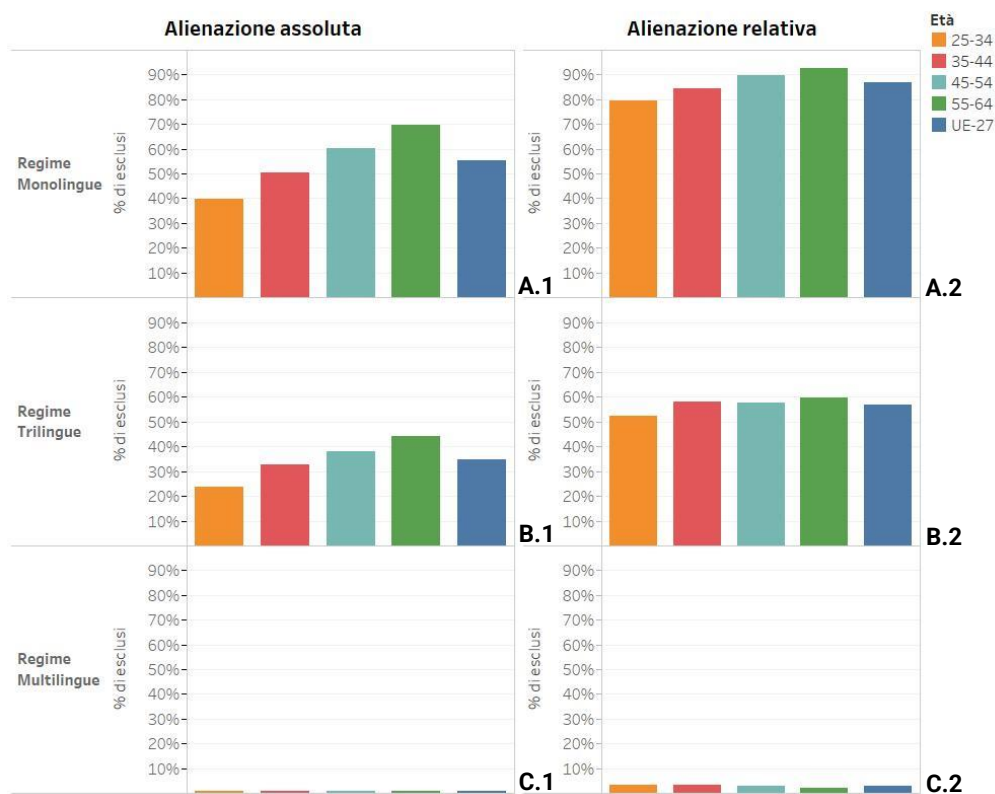 Alienazione assoluta
Alienazione relativa
Età
25-34
35-44
45-54
55-64
UE-27
Regime
Monolingue
% di esclusi
90%
80%
70%
60%
50%
40%
30%
20%
10%
A.1
% di esclusi
90%
80%
70%
60%
50%
40%
30%
20%
10%
A.2
Regime
Trilingue
% di esclusi
90%
80%
70%
60%
50%
40%
30%
20%
10%
B.1
% di esclusi
90%
80%
70%
60%
50%
40%
30%
20%
10%
B.2
Regime
Multilingue
% di esclusi
90%
80%
70%
60%
50%
40%
30%
20%
10%
C.1
% di esclusi
90%
80%
70%
60%
50%
40%
30%
20%
10%
C.2